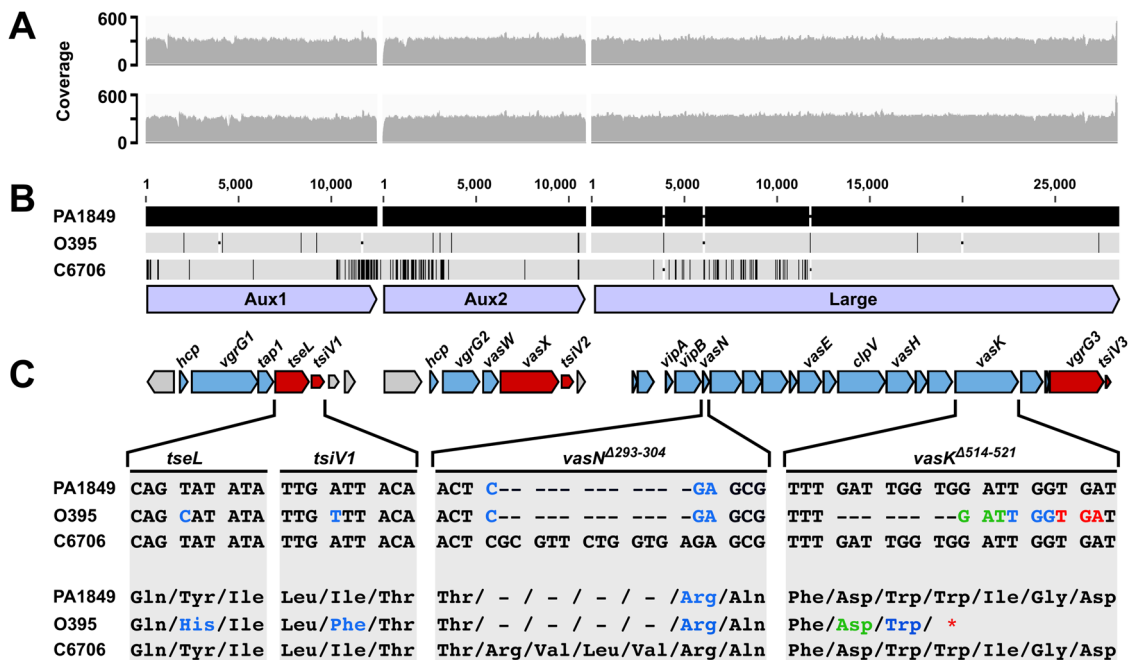 A
600
0
Coverage
600
0
B
1 5,000 10,000 1 5,000 10,000 1 5,000 10,000 15,000 25,000
PA1849
O395
C6706
Aux1 Aux2 Large
C
hcp vgrG1 tap1 tseL tsiV1 hcp vgrG2 vasW vasX tsiV2 vipA vipB vasN vasE clpV vasH vasK vgrG3 tsiV3
tseL tsiV1 vasN^Δ293-304 vasK^Δ514-521
PA1849 CAG TAT ATA TTG ATT ACA ACT C-- --- --- --- -GA GCG TTT GAT TGG TGG ATT GGT GAT
O395 CAG CAT ATA TTG TTT ACA ACT C-- --- --- --- -GA GCG TTT --- --- --G ATT GGT GAT
C6706 CAG TAT ATA TTG ATT ACA ACT CGC GTT CTG GTG AGA GCG TTT GAT TGG TGG ATT GGT GAT
PA1849 Gln/Tyr/Ile Leu/Ile/Thr Thr/ - / - / - / - /Arg/Aln Phe/Asp/Trp/Trp/Ile/Gly/Asp
O395 Gln/His/Ile Leu/Phe/Thr Thr/ - / - / - / - /Arg/Aln Phe/Asp/Trp/ *
C6706 Gln/Tyr/Ile Leu/Ile/Thr Thr/Arg/Val/Leu/Val/Arg/Aln Phe/Asp/Trp/Trp/Ile/Gly/Asp